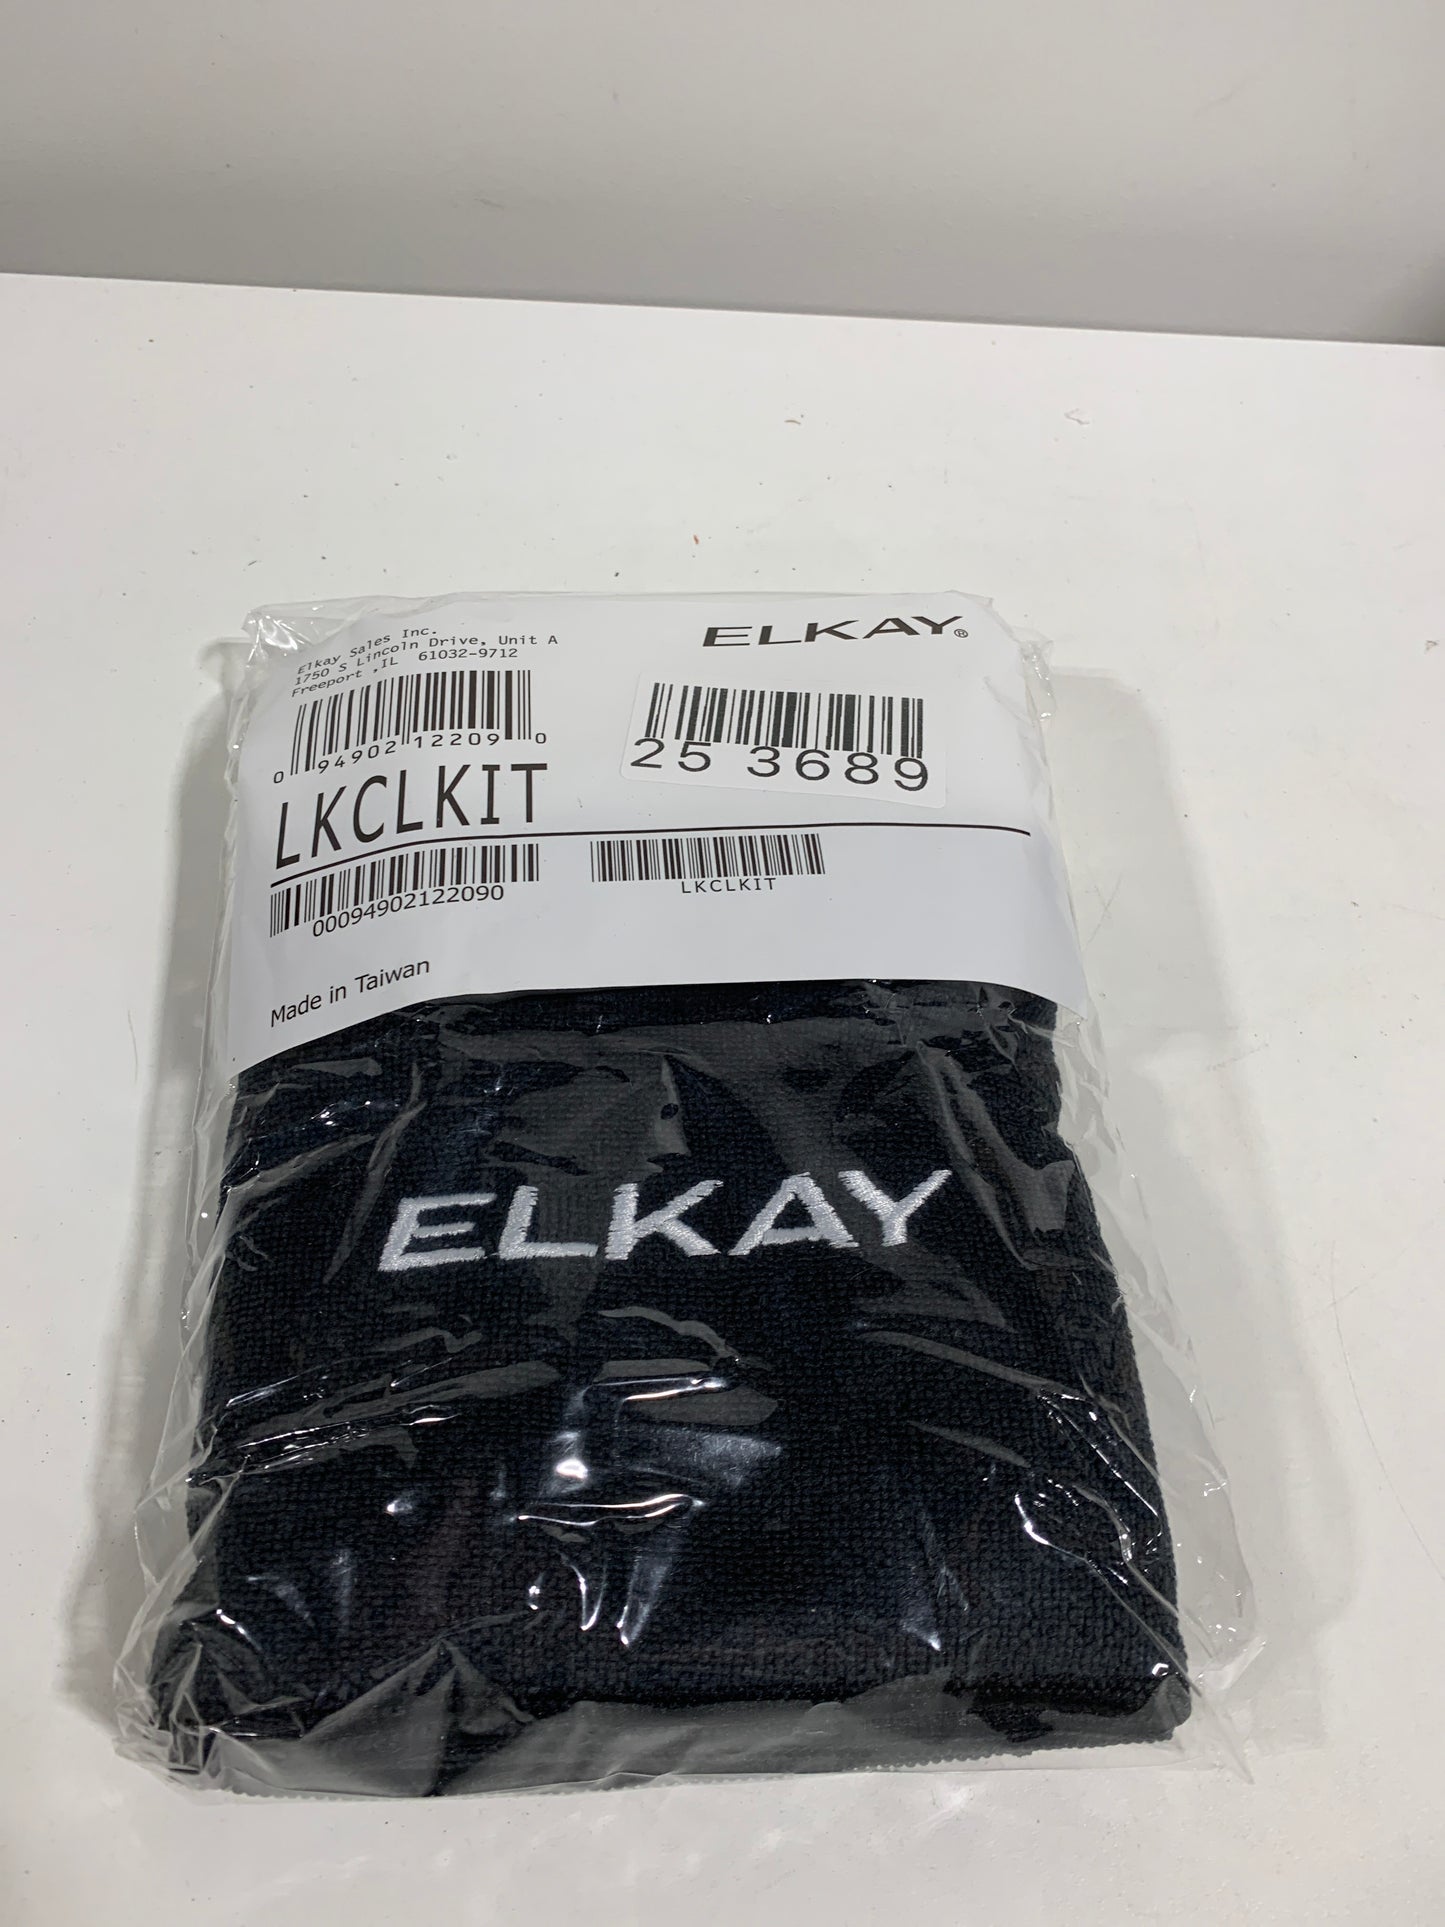 Elkay Sales Inc.
1750 S Lincoln Drive, Unit A
Freeport ,IL 61032-9712
ELKAY®
0 94902 12209 0
25 3689
LKCLKIT
00094902122090
LKCLKIT
Made in Taiwan
ELKAY